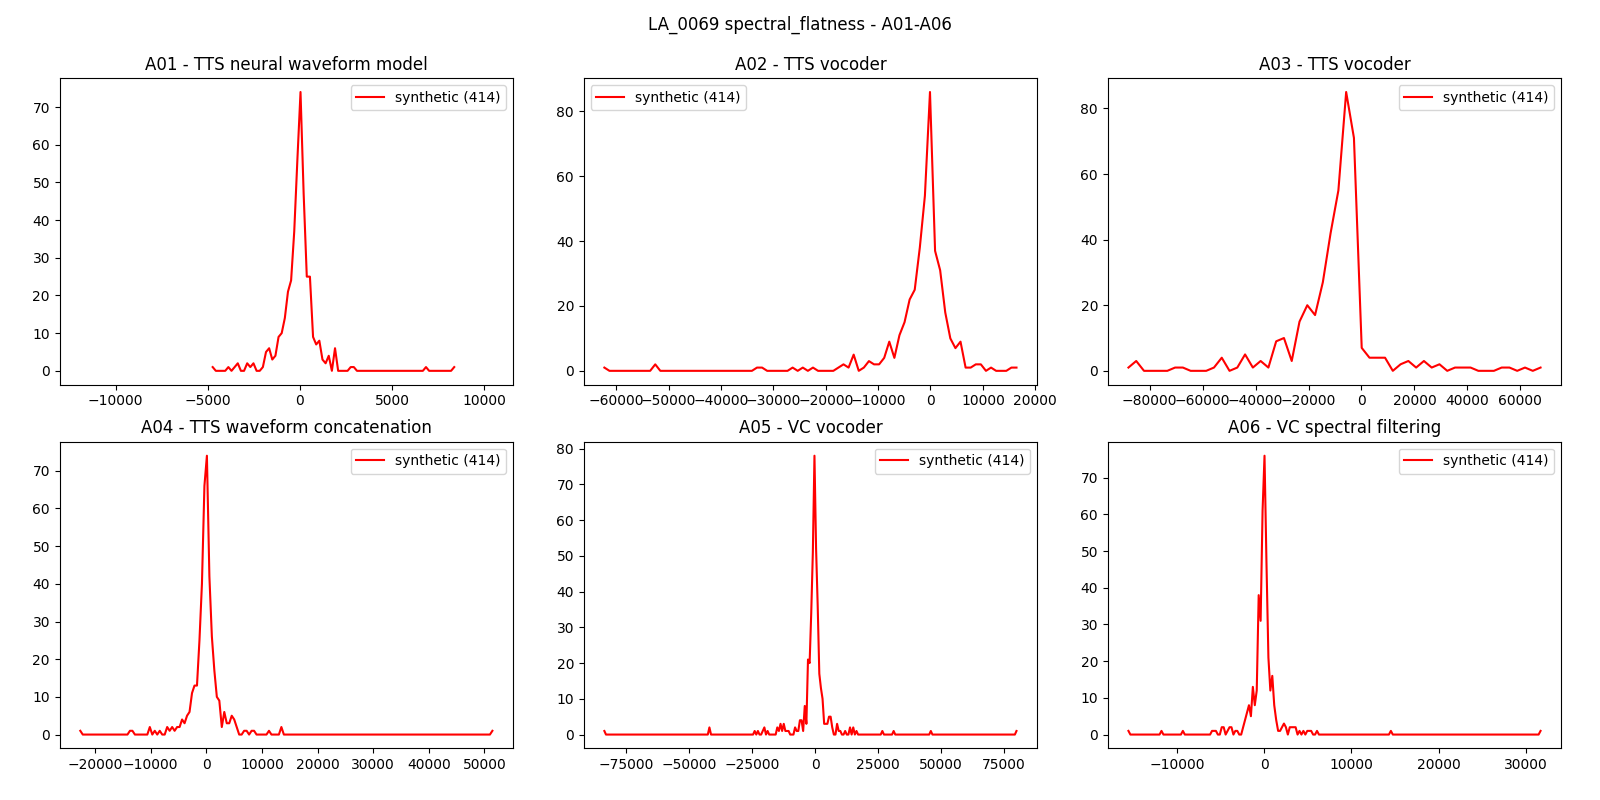 LA_0069 spectral_flatness - A01-A06
A01 - TTS neural waveform model
A02 - TTS vocoder
A03 - TTS vocoder
synthetic (414)
synthetic (414)
synthetic (414)
70
60
50
40
30
20
10
0
80
60
40
20
0
80
60
40
20
0
−10000 −5000 0 5000 10000
−60000 −50000 −40000 −30000 −20000 −10000 0 10000 20000
−80000 −60000 −40000 −20000 0 20000 40000 60000
A04 - TTS waveform concatenation
A05 - VC vocoder
A06 - VC spectral filtering
synthetic (414)
synthetic (414)
synthetic (414)
70
60
50
40
30
20
10
0
80
70
60
50
40
30
20
10
0
70
60
50
40
30
20
10
0
−20000 −10000 0 10000 20000 30000 40000 50000
−75000 −50000 −25000 0 25000 50000 75000
−10000 0 10000 20000 30000